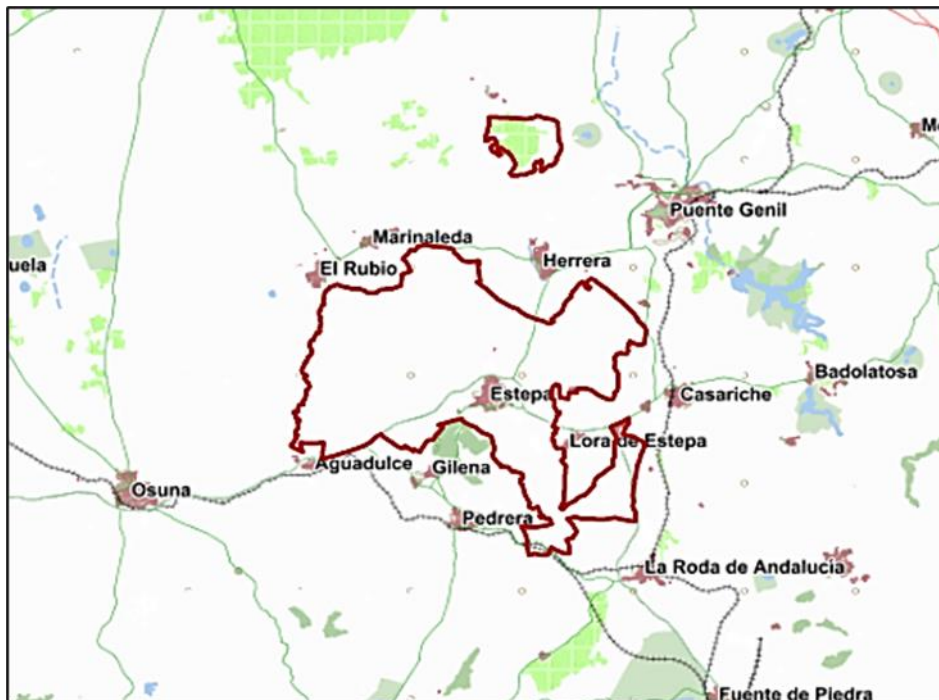 M
Puente Genil
Marinaleda
Herrera
uela
El Rubio
Badolatosa
Estepa
Casariche
Lora de Estepa
Aguadulce
Gilena
Osuna
Pedrera
La Roda de Andalucía
Fuente de Piedra